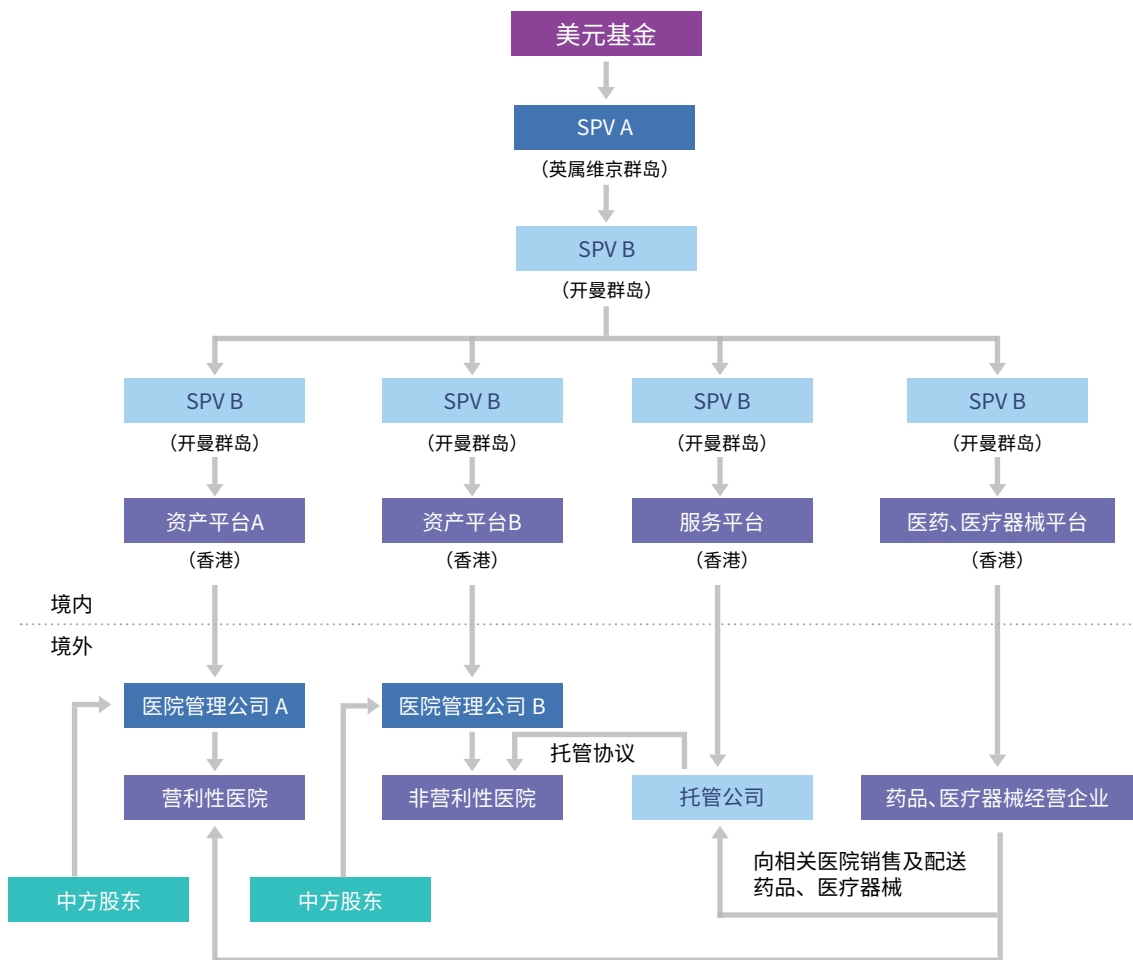 美元基金
SPV A
（英属维京群岛）
SPV B
（开曼群岛）
SPV B
SPV B
SPV B
SPV B
（开曼群岛）
（开曼群岛）
（开曼群岛）
（开曼群岛）
资产平台A
资产平台B
服务平台
医药、医疗器械平台
（香港）
（香港）
（香港）
（香港）
境内
境外
医院管理公司 A
医院管理公司 B
托管协议
营利性医院
非营利性医院
托管公司
药品、医疗器械经营企业
向相关医院销售及配送
药品、医疗器械
中方股东
中方股东